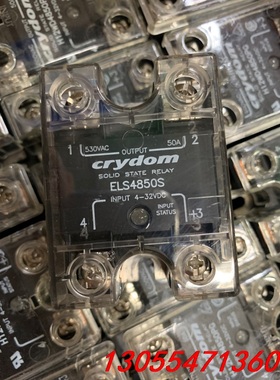 1 530VAC OUTPUT 50A 2
crydom
SOLID STATE RELAY
ELS4850S
INPUT 4-32VDC
INPUT
STATUS
4 +3
13055471360